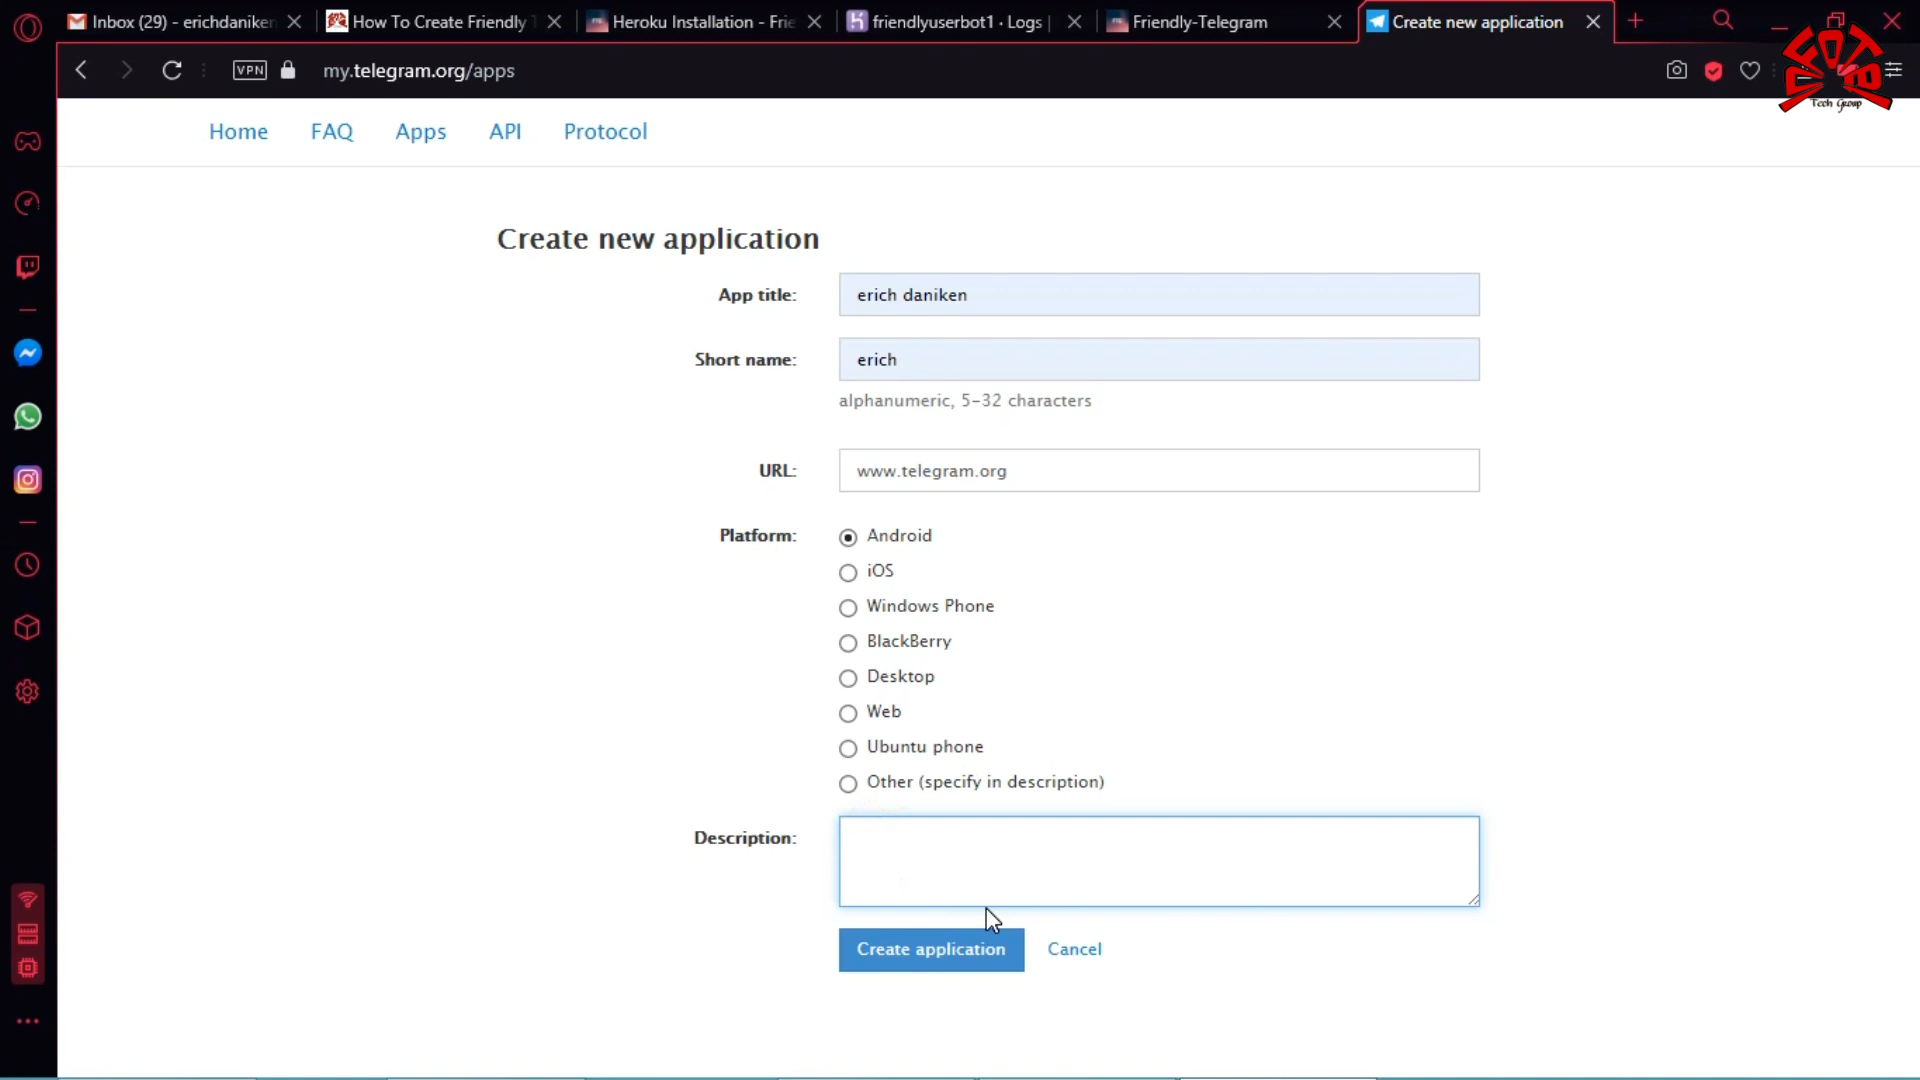 Inbox (29) - erichdaniken
How To Create Friendly T
Heroku Installation - Frie
friendlyuserbot1 · Logs |
Friendly-Telegram
Create new application
VPN
my.telegram.org/apps
Tech Group
Home
FAQ
Apps
API
Protocol
Create new application
App title:
erich daniken
Short name:
erich
alphanumeric, 5-32 characters
URL:
www.telegram.org
Platform:
Android
iOS
Windows Phone
BlackBerry
Desktop
Web
Ubuntu phone
Other (specify in description)
Description:
Create application
Cancel